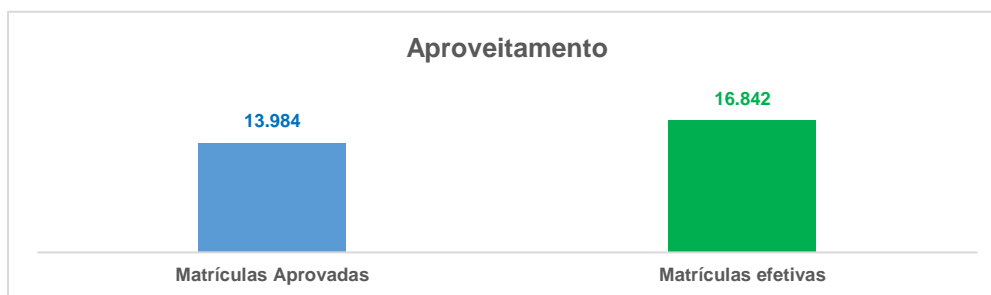 Aproveitamento
16.842
13.984
Matrículas Aprovadas
Matrículas efetivas